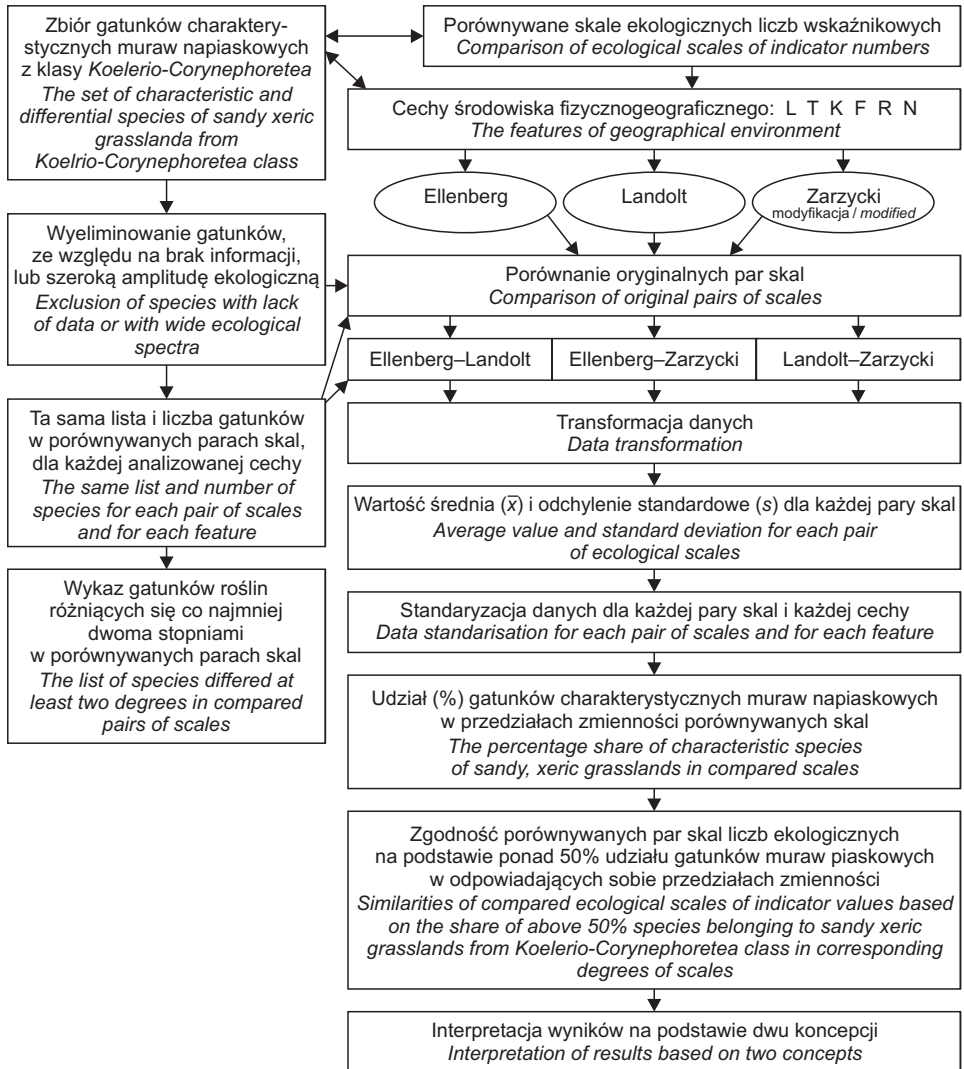 Zbiór gatunków charaktery-
stycznych muraw napiaskowych
z klasy Koelerio-Corynephoretea
The set of characteristic and
differential species of sandy xeric
grasslanda from
Koelrio-Corynephoretea class
Wyeliminowanie gatunków,
ze względu na brak informacji,
lub szeroką amplitudę ekologiczną
Exclusion of species with lack
of data or with wide ecological
spectra
Ta sama lista i liczba gatunków
w porównywanych parach skal,
dla każdej analizowanej cechy
The same list and number of
species for each pair of scales
and for each feature
Wykaz gatunków roślin
różniących się co najmniej
dwoma stopniami
w porównywanych parach skal
The list of species differed at
least two degrees in compared
pairs of scales
Porównywane skale ekologicznych liczb wskaźnikowych
Comparison of ecological scales of indicator numbers
Cechy środowiska fizycznogeograficznego: L T K F R N
The features of geographical environment
Ellenberg
Landolt
Zarzycki
modyfikacja / modified
Porównanie oryginalnych par skal
Comparison of original pairs of scales
Ellenberg–Landolt
Ellenberg–Zarzycki
Landolt–Zarzycki
Transformacja danych
Data transformation
Wartość średnia (x̅) i odchylenie standardowe (s) dla każdej pary skal
Average value and standard deviation for each pair
of ecological scales
Standaryzacja danych dla każdej pary skal i każdej cechy
Data standarisation for each pair of scales and for each feature
Udział (%) gatunków charakterystycznych muraw napiaskowych
w przedziałach zmienności porównywanych skal
The percentage share of characteristic species
of sandy, xeric grasslands in compared scales
Zgodność porównywanych par skal liczb ekologicznych
na podstawie ponad 50% udziału gatunków muraw piaskowych
w odpowiadających sobie przedziałach zmienności
Similarities of compared ecological scales of indicator values based
on the share of above 50% species belonging to sandy xeric
grasslands from Koelerio-Corynephoretea class in corresponding
degrees of scales
Interpretacja wyników na podstawie dwu koncepcji
Interpretation of results based on two concepts